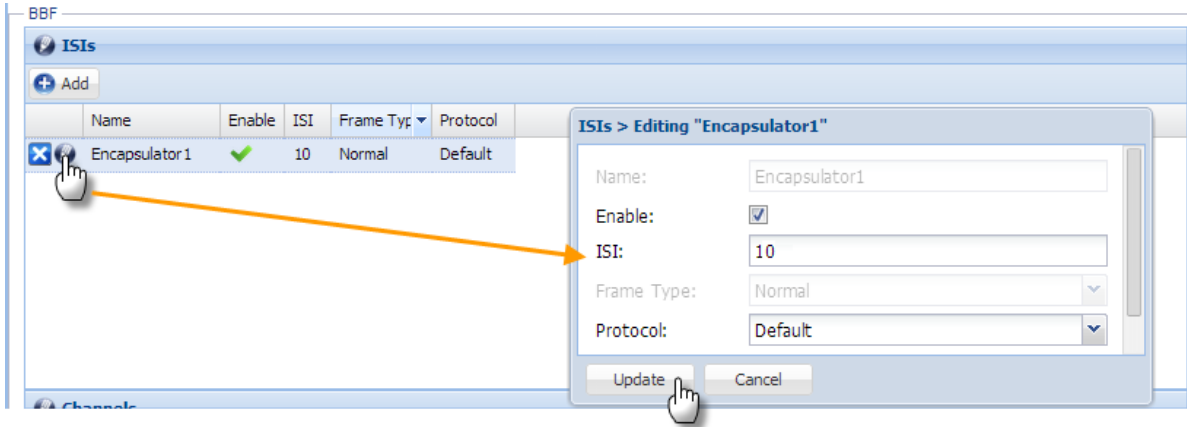 BBF
ISIs
Add
Name Enable ISI Frame Typ Protocol
Encapsulator1 10 Normal Default
ISIs > Editing "Encapsulator1"
Name: Encapsulator1
Enable:
ISI: 10
Frame Type: Normal
Protocol: Default
Update Cancel
Channels